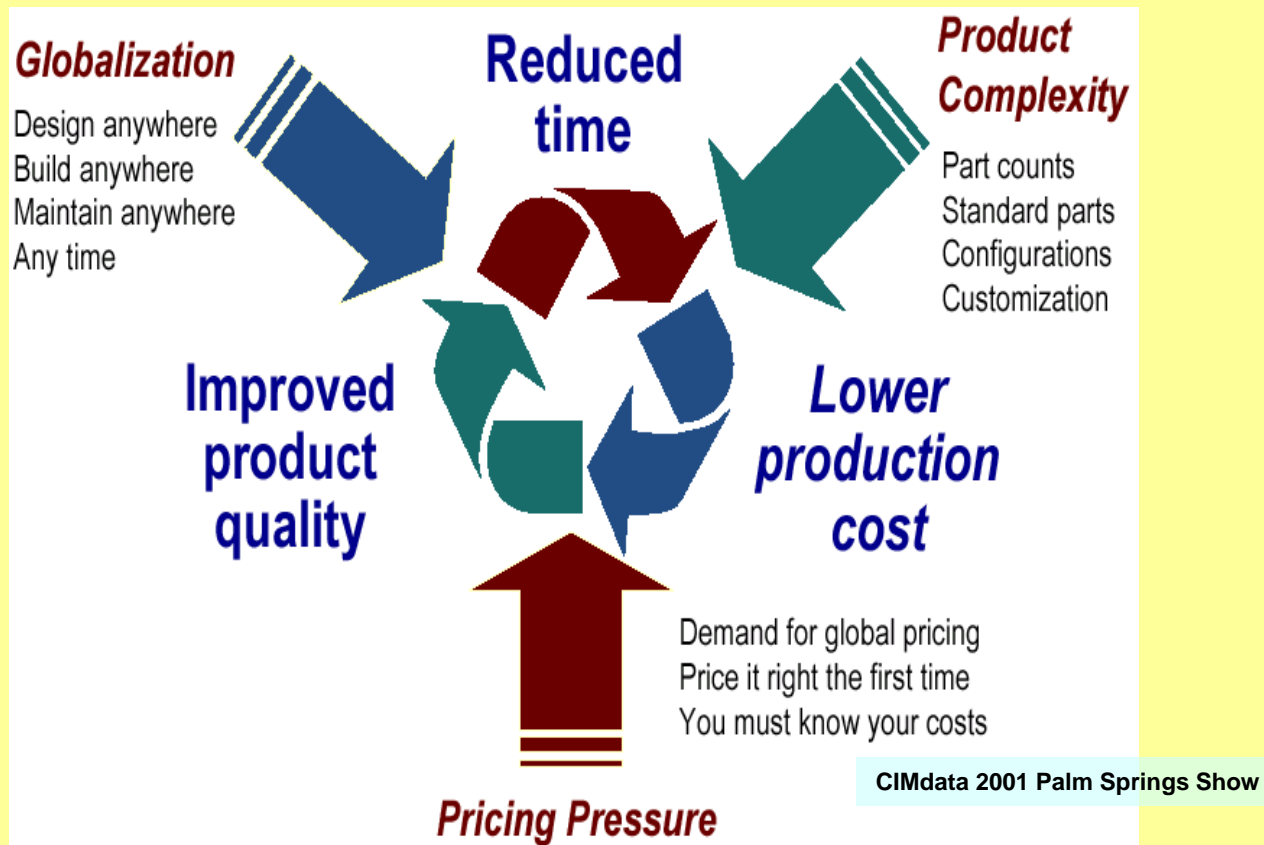 Globalization
Design anywhere
Build anywhere
Maintain anywhere
Any time
Reduced
time
Product
Complexity
Part counts
Standard parts
Configurations
Customization
Improved
product
quality
Lower
production
cost
Demand for global pricing
Price it right the first time
You must know your costs
CIMdata 2001 Palm Springs Show
Pricing Pressure